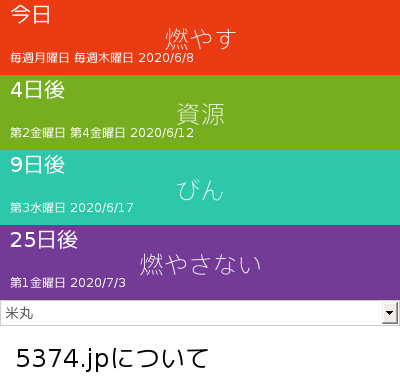 今日
燃やす
毎週月曜日 毎週木曜日 2020/6/8
4日後
資源
第2金曜日 第4金曜日 2020/6/12
9日後
びん
第3水曜日 2020/6/17
25日後
燃やさない
第1金曜日 2020/7/3
米丸
5374.jpについて